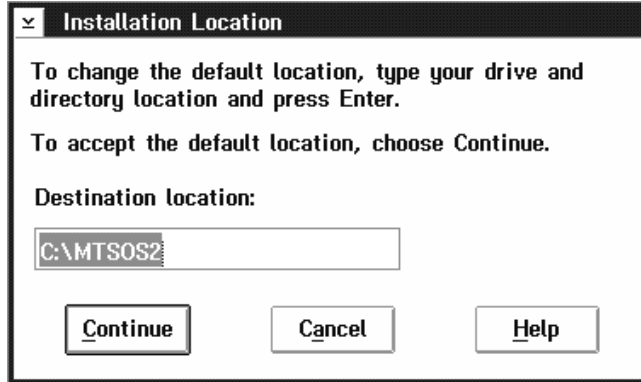 Installation Location
To change the default location, type your drive and
directory location and press Enter.
To accept the default location, choose Continue.
Destination location:
C:\MTSOS2
Continue Cancel Help